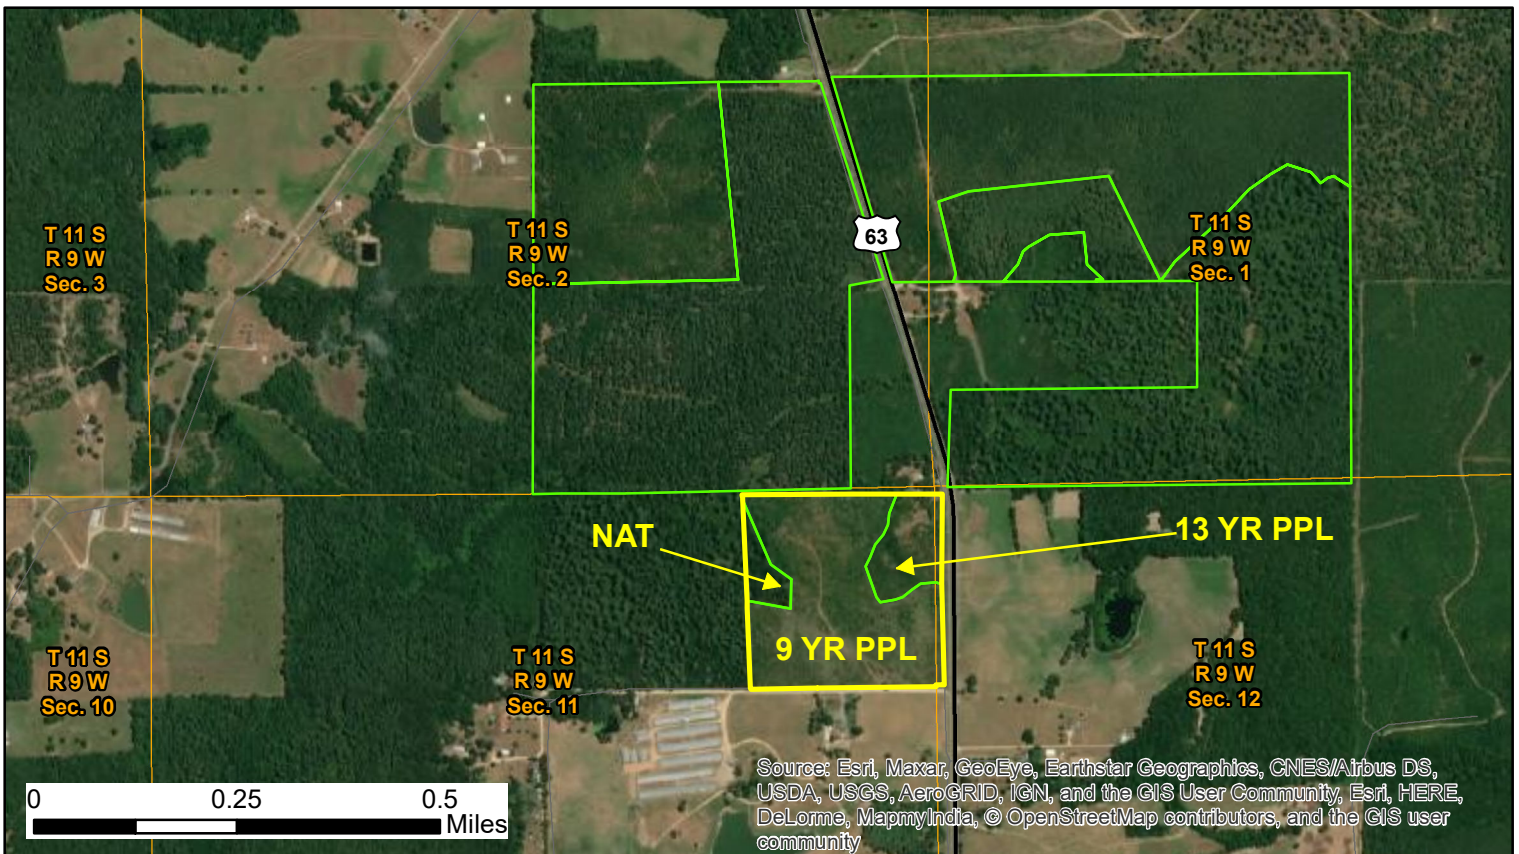 63
T 11 S
R 9 W
Sec. 3
T 11 S
R 9 W
Sec. 2
T 11 S
R 9 W
Sec. 1
NAT
13 YR PPL
9 YR PPL
T 11 S
R 9 W
Sec. 10
T 11 S
R 9 W
Sec. 11
T 11 S
R 9 W
Sec. 12
0 0.25 0.5
Miles
Source: Esri, Maxar, GeoEye, Earthstar Geographics, CNES/Airbus DS,
USDA, USGS, AeroGRID, IGN, and the GIS User Community, Esri, HERE,
DeLorme, MapmyIndia, © OpenStreetMap contributors, and the GIS user
community